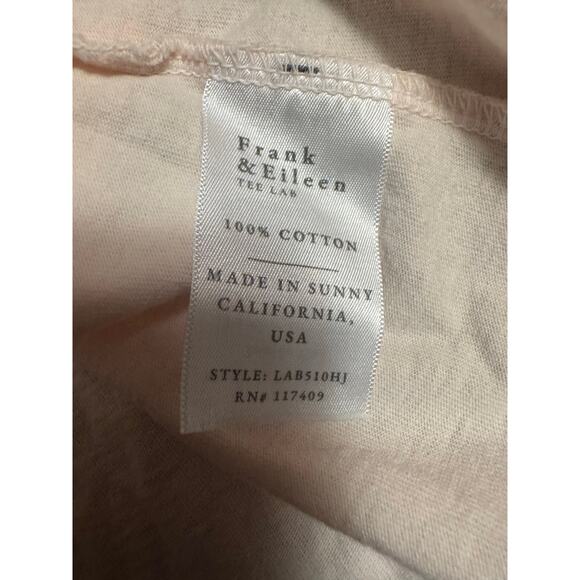 Frank
&Eileen
TEE LAB
100% COTTON
MADE IN SUNNY
CALIFORNIA,
USA
STYLE: LAB510HJ
RN# 117409